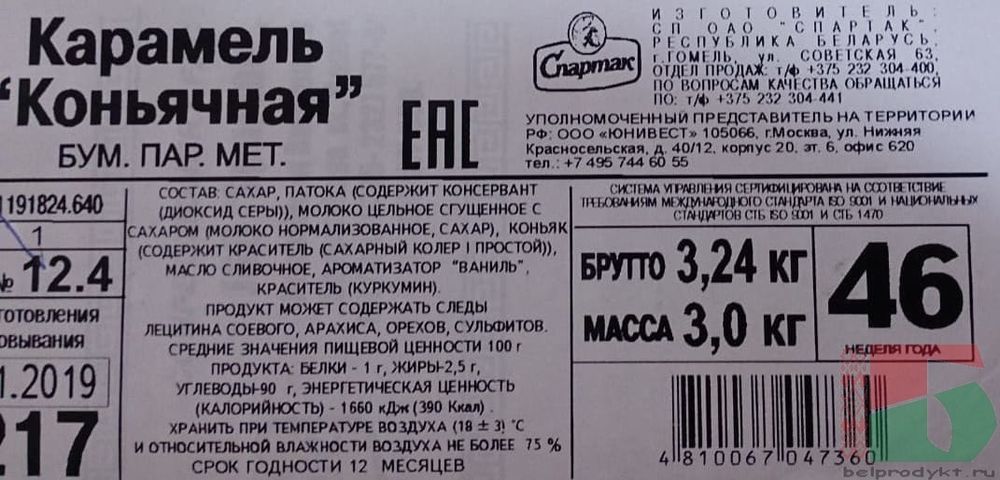 Карамель
"Коньячная”
БУМ. ПАР. МЕТ.
EAC
Спартак
ИЗГОТОВИТЕЛЬ:
СП ОАО "СПАРТАК"
РЕСПУБЛИКА БЕЛАРУСЬ,
Г.ГОМЕЛЬ, ул. СОВЕТСКАЯ 63,
ОТДЕЛ ПРОДАЖ: т/ф +375 232 304-400,
ПО ВОПРОСАМ КАЧЕСТВА ОБРАЩАТЬСЯ
ПО: т/ф +375 232 304-441
УПОЛНОМОЧЕННЫЙ ПРЕДСТАВИТЕЛЬ НА ТЕРРИТОРИИ
РФ: ООО «ЮНИВЕСТ» 105066, г.Москва, ул. Нижняя
Красносельская, д. 40/12, корпус 20, эт. 6, офис 620
тел.: +7 495 744 60 55
191824.640
1
№ 12.4
готовления
овывания
1.2019
17
СОСТАВ: САХАР, ПАТОКА (СОДЕРЖИТ КОНСЕРВАНТ
(ДИОКСИД СЕРЫ)), МОЛОКО ЦЕЛЬНОЕ СГУЩЕННОЕ С
САХАРОМ (МОЛОКО НОРМАЛИЗОВАННОЕ, САХАР), КОНЬЯК
(СОДЕРЖИТ КРАСИТЕЛЬ (САХАРНЫЙ КОЛЕР I ПРОСТОЙ)),
МАСЛО СЛИВОЧНОЕ, АРОМАТИЗАТОР "ВАНИЛЬ",
КРАСИТЕЛЬ (КУРКУМИН).
ПРОДУКТ МОЖЕТ СОДЕРЖАТЬ СЛЕДЫ
ЛЕЦИТИНА СОЕВОГО, АРАХИСА, ОРЕХОВ, СУЛЬФИТОВ.
СРЕДНИЕ ЗНАЧЕНИЯ ПИЩЕВОЙ ЦЕННОСТИ 100 г
ПРОДУКТА: БЕЛКИ - 1 г, ЖИРЫ-2,5 г,
УГЛЕВОДЫ-90 г, ЭНЕРГЕТИЧЕСКАЯ ЦЕННОСТЬ
(КАЛОРИЙНОСТЬ) - 1660 кДж (390 Ккал) .
ХРАНИТЬ ПРИ ТЕМПЕРАТУРЕ ВОЗДУХА (18 ± 3) °С
И ОТНОСИТЕЛЬНОЙ ВЛАЖНОСТИ ВОЗДУХА НЕ БОЛЕЕ 75 %
СРОК ГОДНОСТИ 12 МЕСЯЦЕВ
СИСТЕМА УПРАВЛЕНИЯ СЕРТИФИЦИРОВАНА НА СООТВЕТСТВИЕ
ТРЕБОВАНИЯМ МЕЖДУНАРОДНОГО СТАНДАРТА ISO 9001 И НАЦИОНАЛЬНЫХ
СТАНДАРТОВ СТБ ISO 9001 И СТБ 1470
БРУТТО 3,24 КГ
МАССА 3,0 КГ
46
НЕДЕЛЯ ГОДА
4 810067 047360
belprodykt.ru